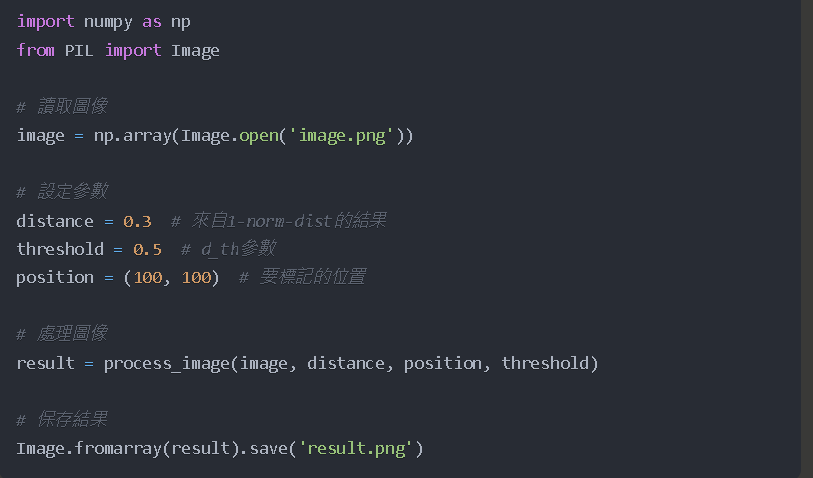 import numpy as np
from PIL import Image
# 讀取圖像
image = np.array(Image.open('image.png'))
# 設定參數
distance = 0.3  # 來自1-norm-dist的結果
threshold = 0.5  # d_th參數
position = (100, 100)  # 要標記的位置
# 處理圖像
result = process_image(image, distance, position, threshold)
# 保存結果
Image.fromarray(result).save('result.png')